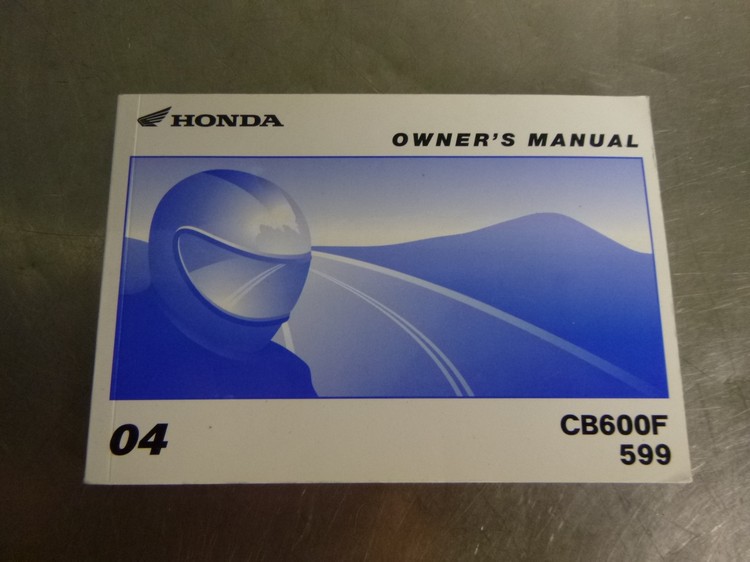 HONDA
OWNER'S MANUAL
04
CB600F
599